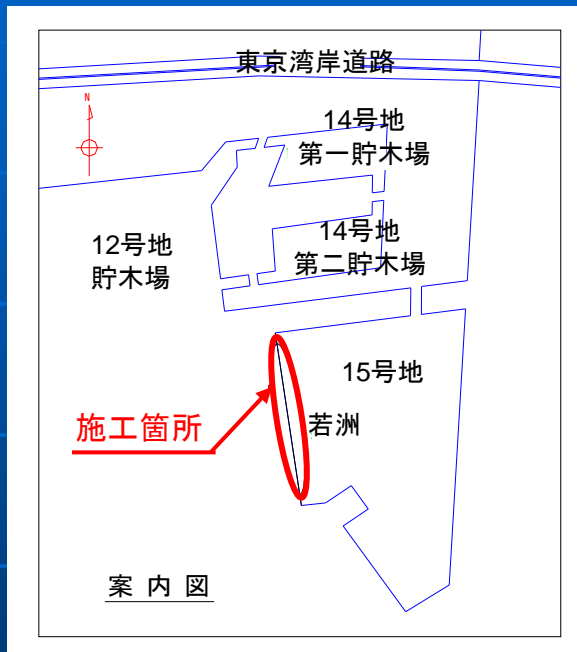 東京湾岸道路
N
14号地
第一貯木場
14号地
第二貯木場
12号地
貯木場
15号地
施工箇所
若洲
案内図